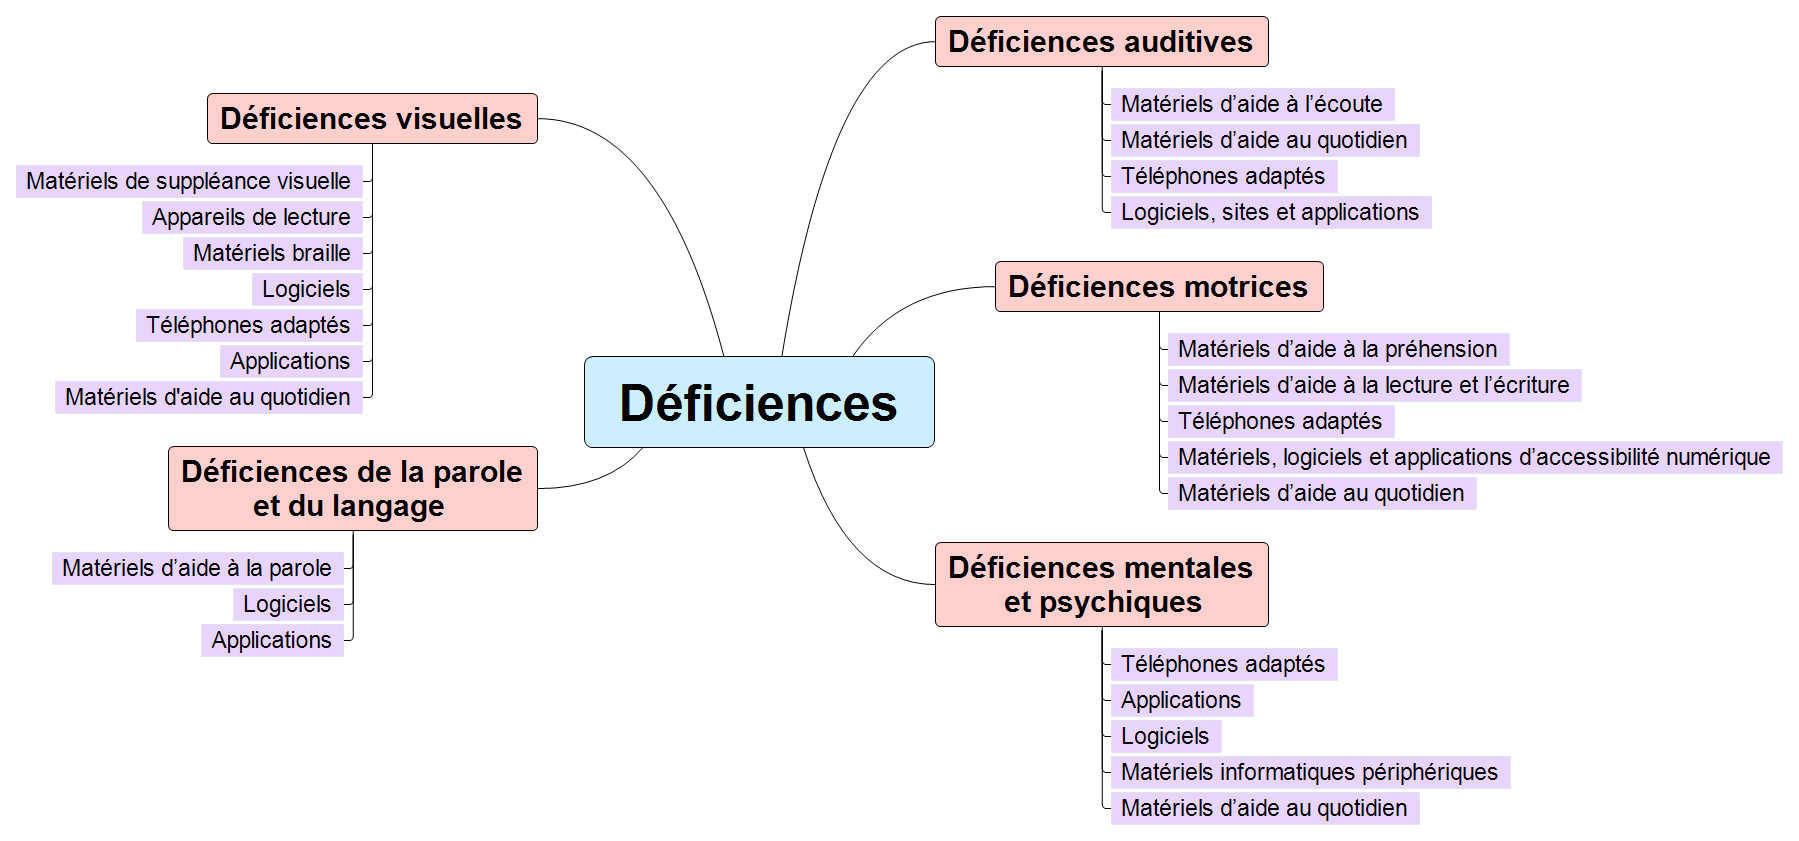 Déficiences
Déficiences visuelles
Matériels de suppléance visuelle
Appareils de lecture
Matériels braille
Logiciels
Téléphones adaptés
Applications
Matériels d'aide au quotidien
Déficiences de la parole
et du langage
Matériels d’aide à la parole
Logiciels
Applications
Déficiences auditives
Matériels d’aide à l’écoute
Matériels d’aide au quotidien
Téléphones adaptés
Logiciels, sites et applications
Déficiences motrices
Matériels d’aide à la préhension
Matériels d’aide à la lecture et l’écriture
Téléphones adaptés
Matériels, logiciels et applications d’accessibilité numérique
Matériels d’aide au quotidien
Déficiences mentales
et psychiques
Téléphones adaptés
Applications
Logiciels
Matériels informatiques périphériques
Matériels d’aide au quotidien